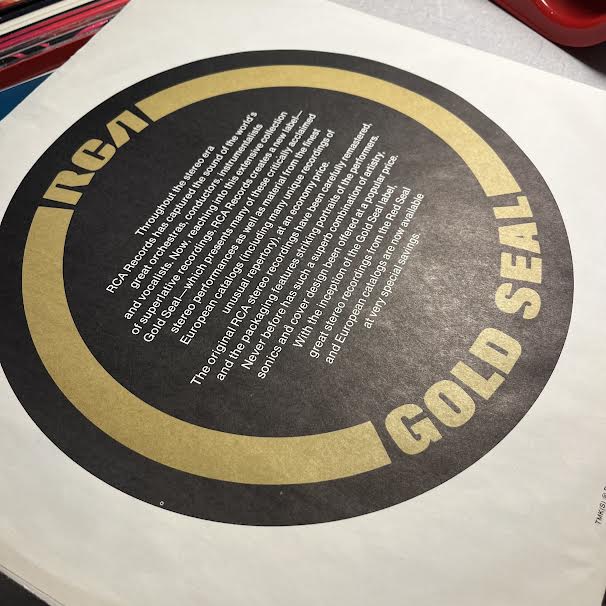 RCA
Throughout the stereo era
RCA Records has captured the sound of the world's
great orchestras, conductors, instrumentalists
and vocalists. Now, reaching into this extensive collection
of superlative recordings, RCA Records creates a new label—
Gold Seal—which presents many of these critically acclaimed
stereo performances as well as material from the finest
European catalogs (including many unique recordings of
unusual repertory) at an economy price.
The original RCA stereo recordings have been carefully remastered,
and the packaging features striking portraits of the performers.
Never before has such a superb combination of artistry,
sonics and cover design been offered at a popular price.
With the inception of the Gold Seal label,
great stereo recordings from the Red Seal
and European catalogs are now available
at very special savings.
GOLD SEAL
TMK(S) ®